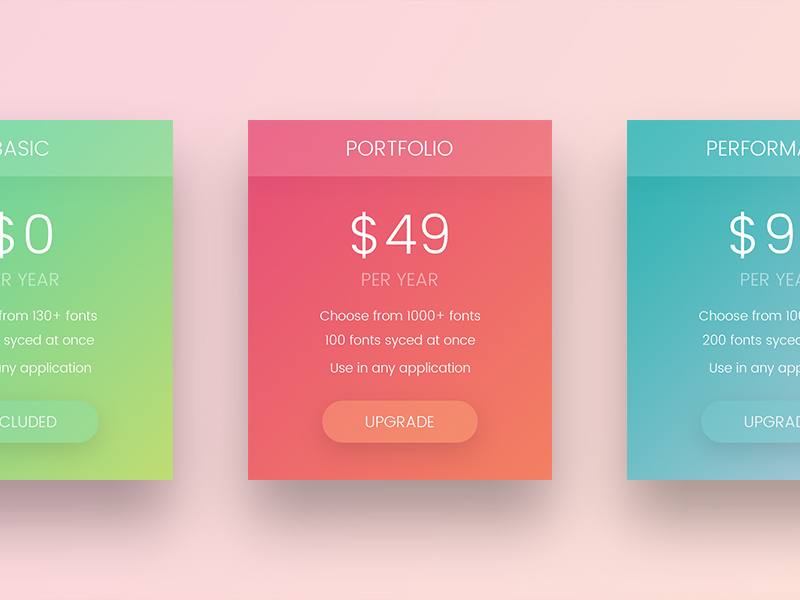 BASIC
$0
R YEAR
from 130+ fonts
syced at once
any application
CLUDED
PORTFOLIO
$49
PER YEAR
Choose from 1000+ fonts
100 fonts syced at once
Use in any application
UPGRADE
PERFORMA
$9
PER YEA
Choose from 10
200 fonts syced
Use in any app
UPGRAD